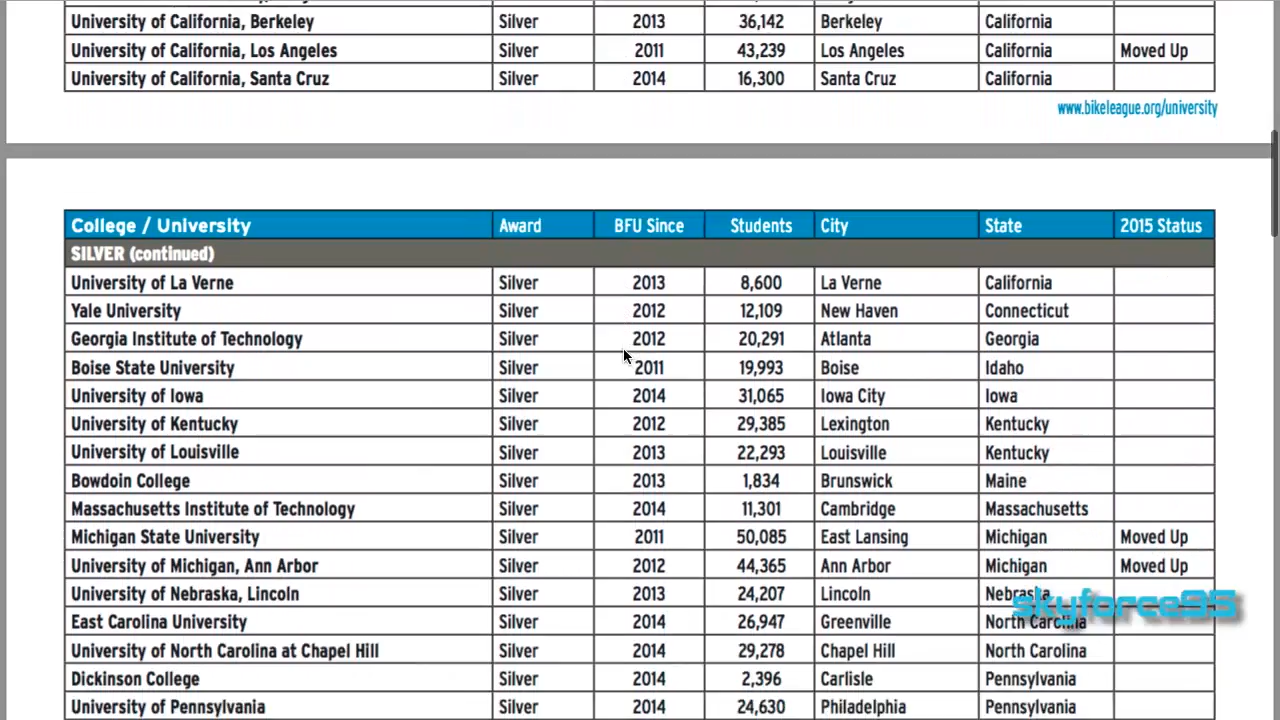 University of California, Berkeley Silver 2013 36,142 Berkeley California
University of California, Los Angeles Silver 2011 43,239 Los Angeles California Moved Up
University of California, Santa Cruz Silver 2014 16,300 Santa Cruz California
www.bikeleague.org/university
College / University Award BFU Since Students City State 2015 Status
SILVER (continued)
University of La Verne Silver 2013 8,600 La Verne California
Yale University Silver 2012 12,109 New Haven Connecticut
Georgia Institute of Technology Silver 2012 20,291 Atlanta Georgia
Boise State University Silver 2011 19,993 Boise Idaho
University of Iowa Silver 2014 31,065 Iowa City Iowa
University of Kentucky Silver 2012 29,385 Lexington Kentucky
University of Louisville Silver 2013 22,293 Louisville Kentucky
Bowdoin College Silver 2013 1,834 Brunswick Maine
Massachusetts Institute of Technology Silver 2014 11,301 Cambridge Massachusetts
Michigan State University Silver 2011 50,085 East Lansing Michigan Moved Up
University of Michigan, Ann Arbor Silver 2012 44,365 Ann Arbor Michigan Moved Up
University of Nebraska, Lincoln Silver 2013 24,207 Lincoln Nebraska
skyforce95
East Carolina University Silver 2014 26,947 Greenville North Carolina
University of North Carolina at Chapel Hill Silver 2014 29,278 Chapel Hill North Carolina
Dickinson College Silver 2014 2,396 Carlisle Pennsylvania
University of Pennsylvania Silver 2014 24,630 Philadelphia Pennsylvania